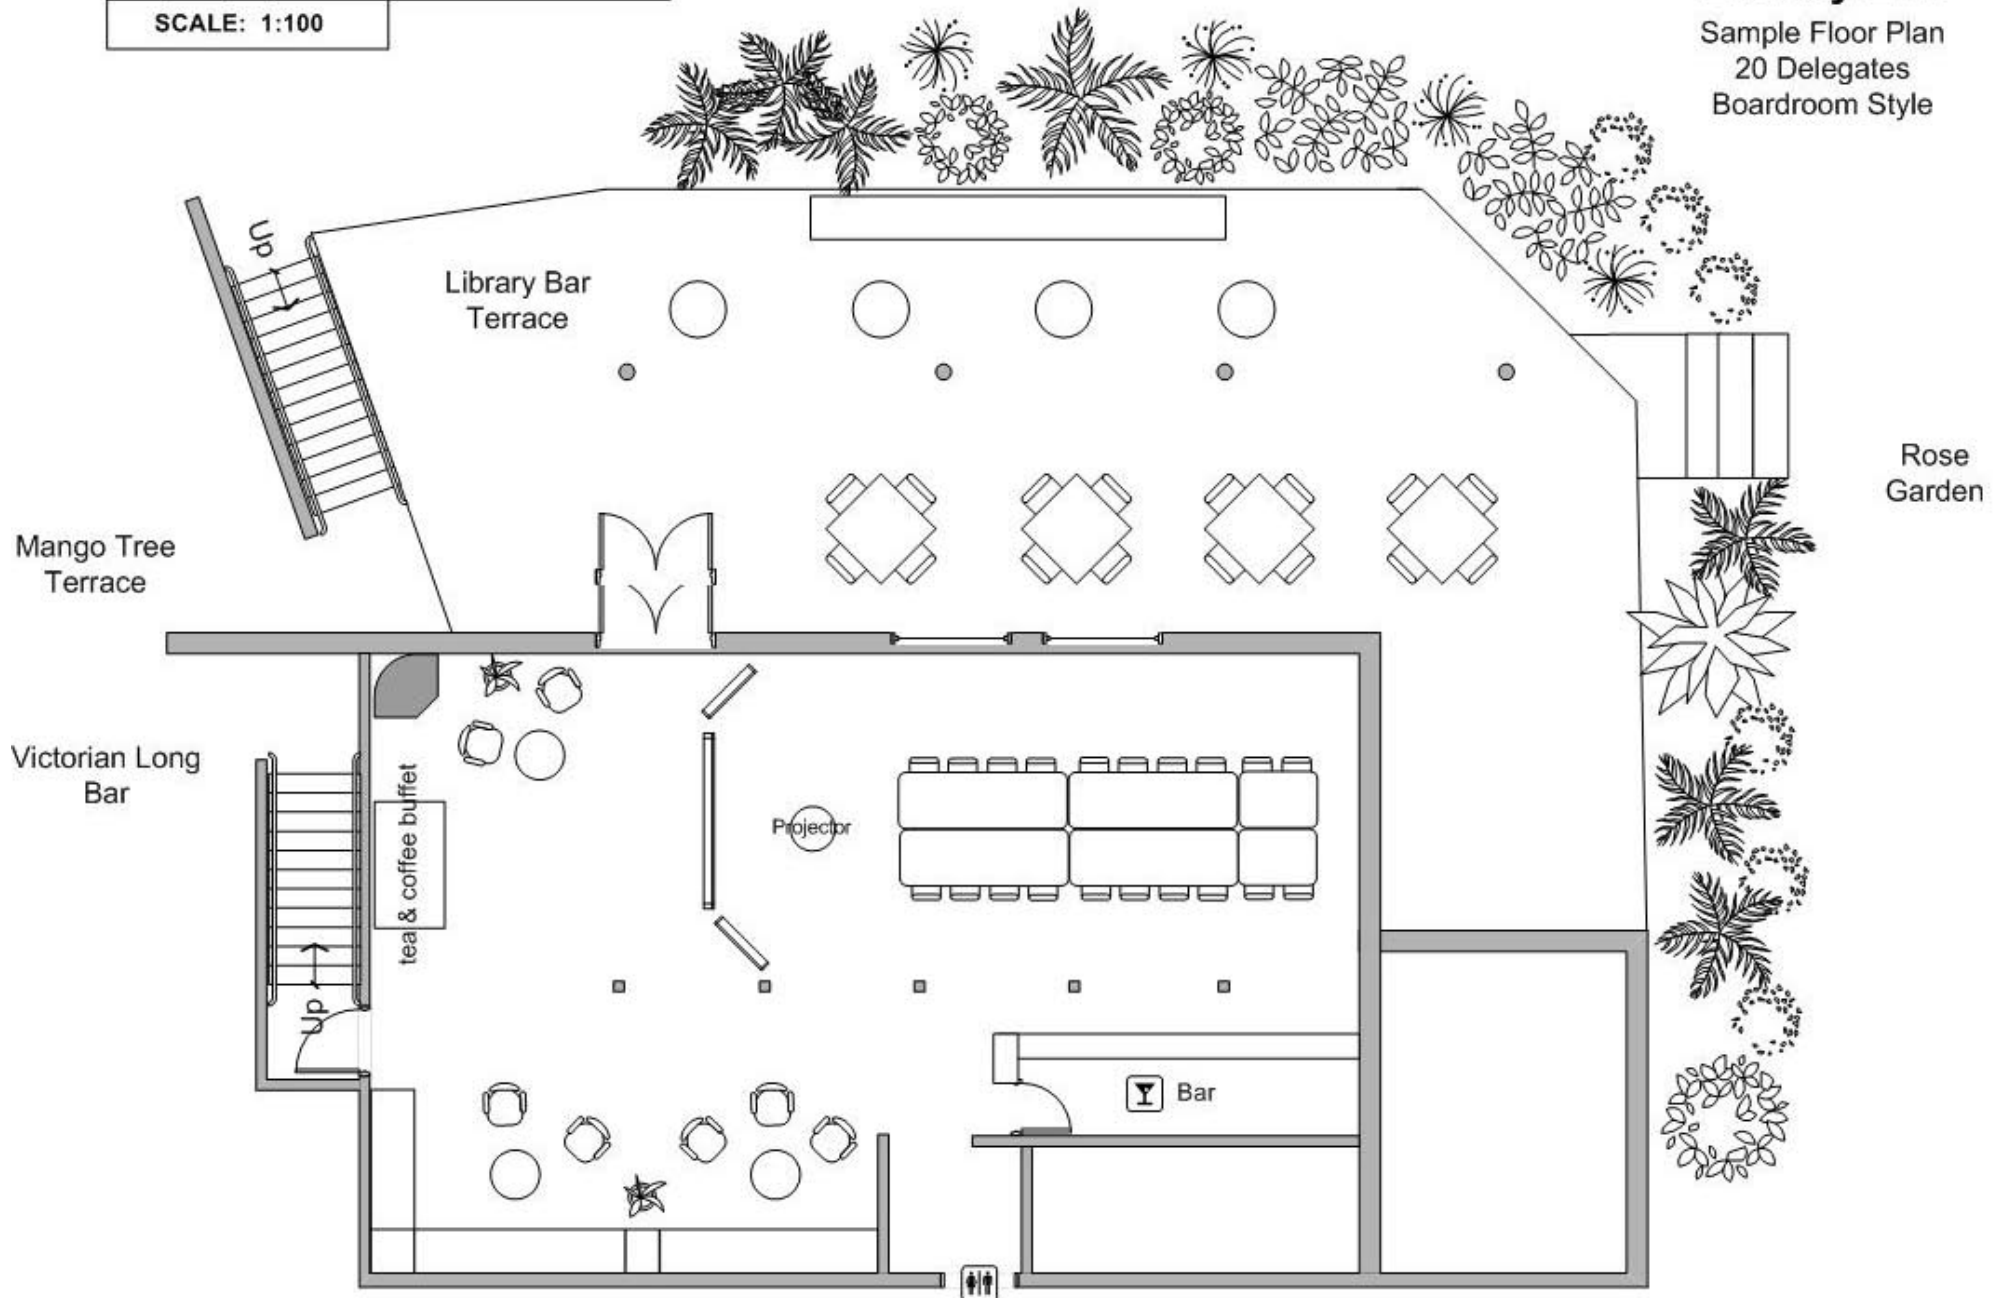 SCALE: 1:100
Sample Floor Plan
20 Delegates
Boardroom Style
Up
Library Bar
Terrace
Rose
Garden
Mango Tree
Terrace
Victorian Long
Bar
tea & coffee buffet
Projector
Up
Bar